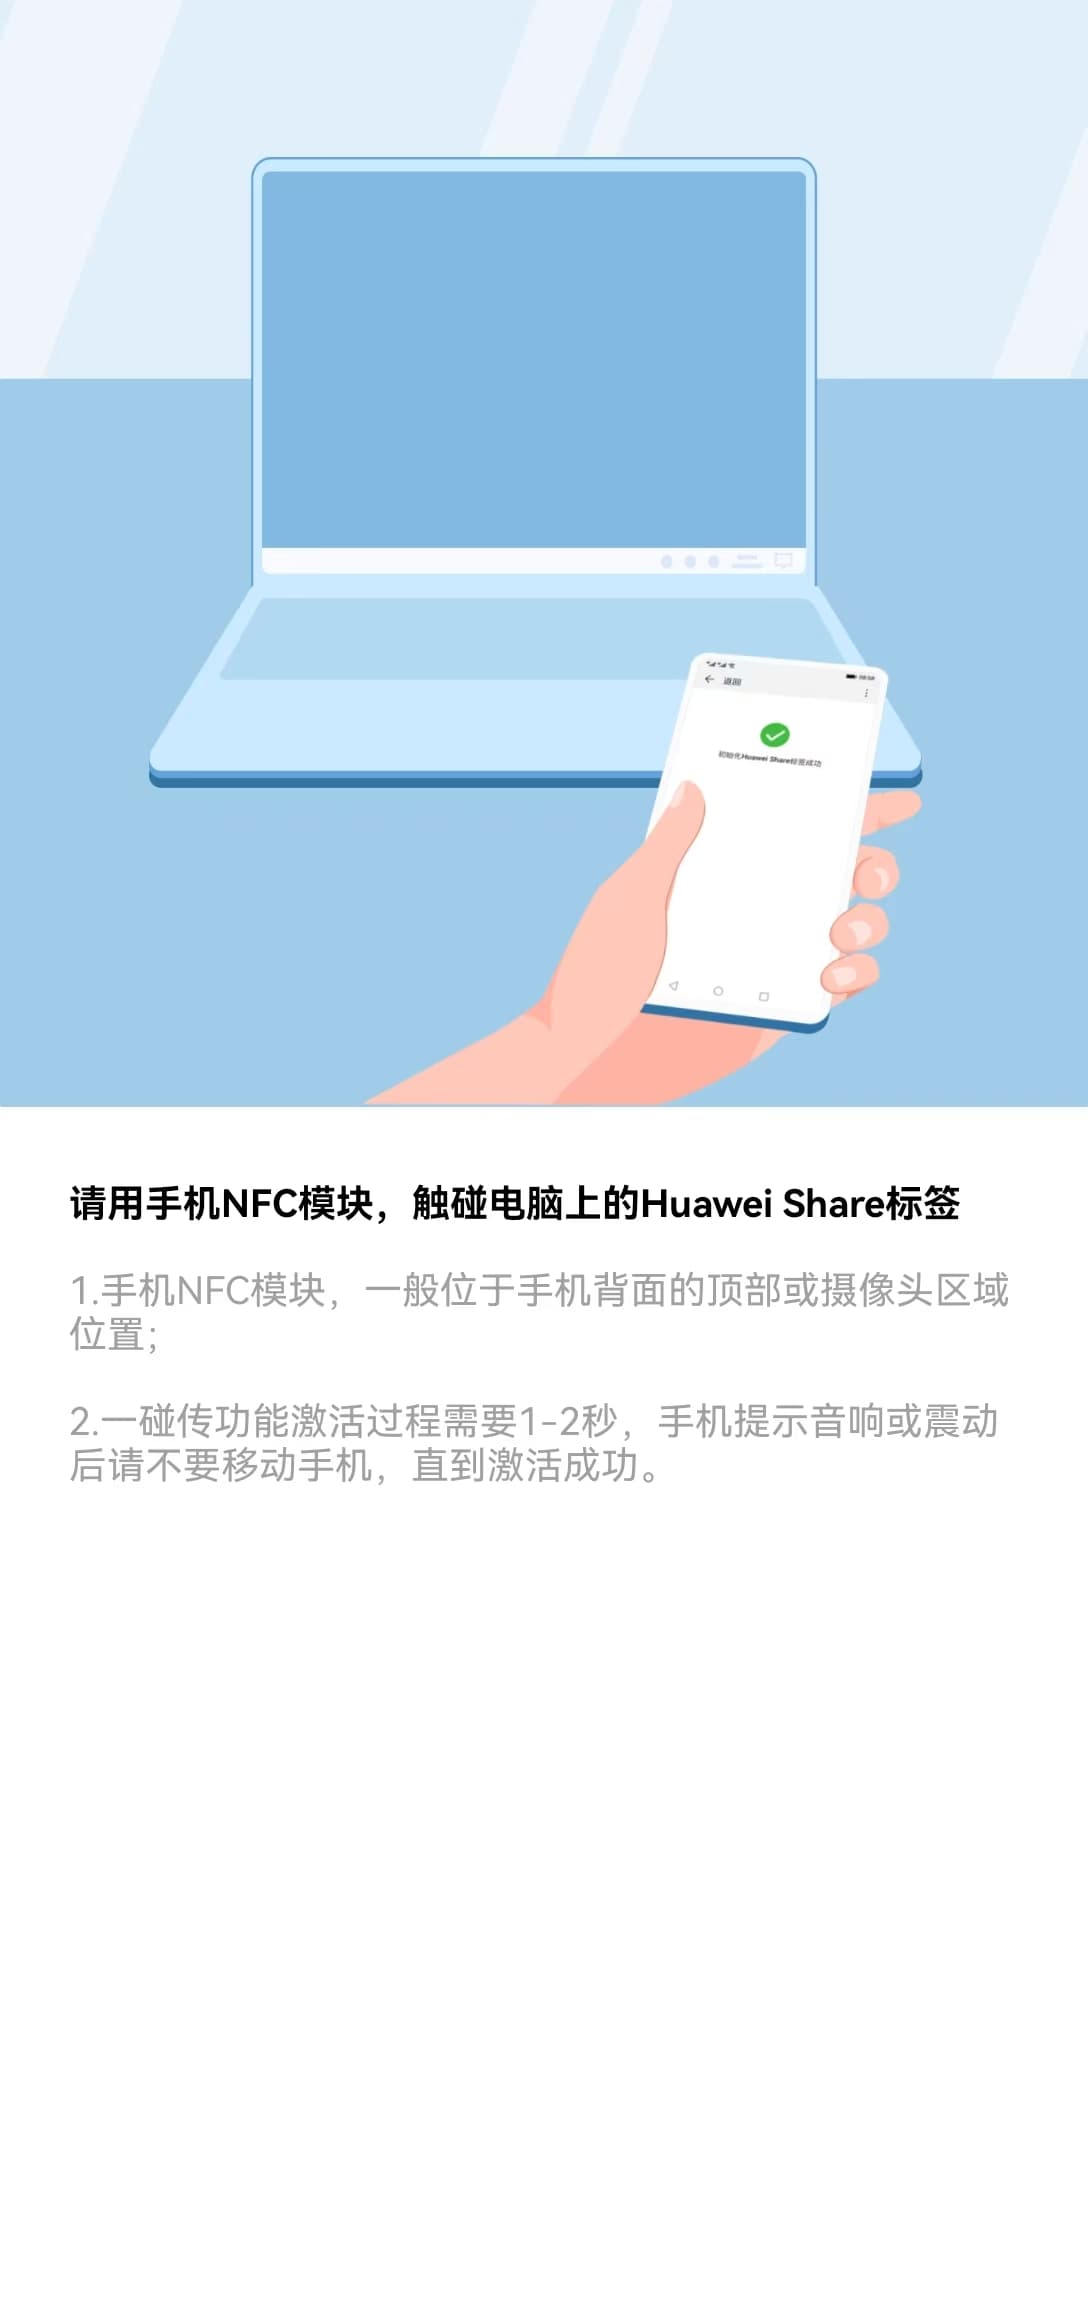 返回
08:08
初始化Huawei Share标签成功
请用手机NFC模块，触碰电脑上的Huawei Share标签
1.手机NFC模块，一般位于手机背面的顶部或摄像头区域
位置；
2.一碰传功能激活过程需要1-2秒，手机提示音响或震动
后请不要移动手机，直到激活成功。